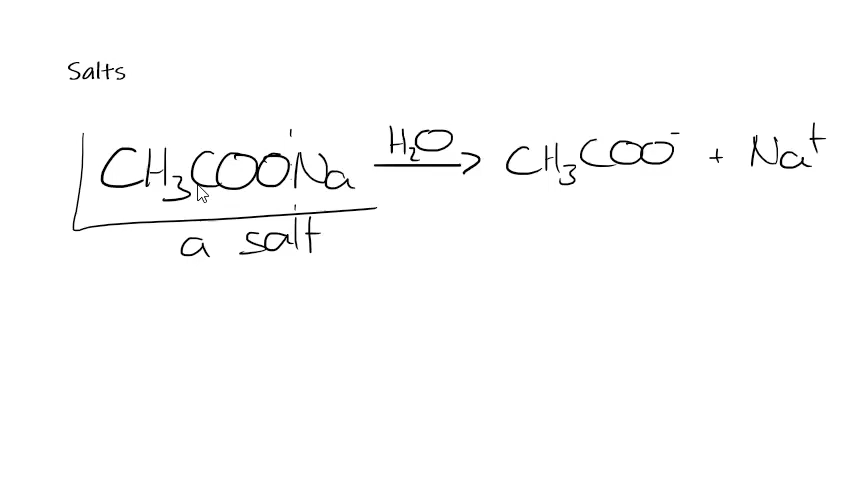 Salts
CH₃COONa H₂O → CH₃COO⁻ + Na⁺
a salt